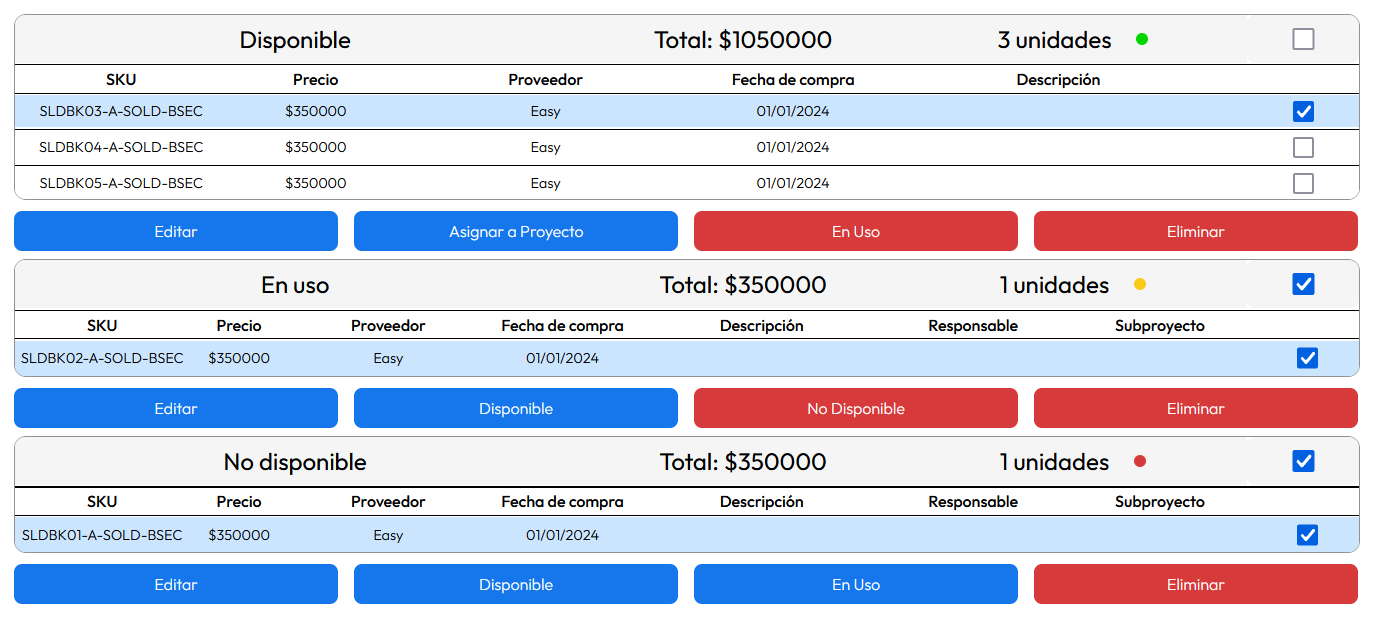 Disponible Total: $1050000 3 unidades
SKU Precio Proveedor Fecha de compra Descripción
SLDBK03-A-SOLD-BSEC $350000 Easy 01/01/2024
SLDBK04-A-SOLD-BSEC $350000 Easy 01/01/2024
SLDBK05-A-SOLD-BSEC $350000 Easy 01/01/2024
Editar Asignar a Proyecto En Uso Eliminar
En uso Total: $350000 1 unidades
SKU Precio Proveedor Fecha de compra Descripción Responsable Subproyecto
SLDBK02-A-SOLD-BSEC $350000 Easy 01/01/2024
Editar Disponible No Disponible Eliminar
No disponible Total: $350000 1 unidades
SKU Precio Proveedor Fecha de compra Descripción Responsable Subproyecto
SLDBK01-A-SOLD-BSEC $350000 Easy 01/01/2024
Editar Disponible En Uso Eliminar